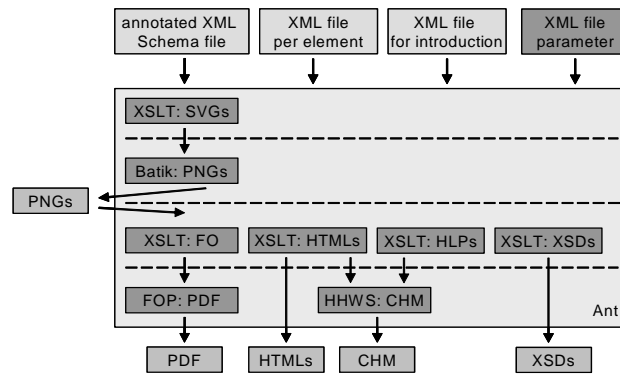 annotated XML
Schema file
XML file
per element
XML file
for introduction
XML file
parameter
XSLT: SVGs
Batik: PNGs
PNGs
XSLT: FO
XSLT: HTMLs
XSLT: HLPs
XSLT: XSDs
FOP: PDF
HHWS: CHM
Ant
PDF
HTMLs
CHM
XSDs